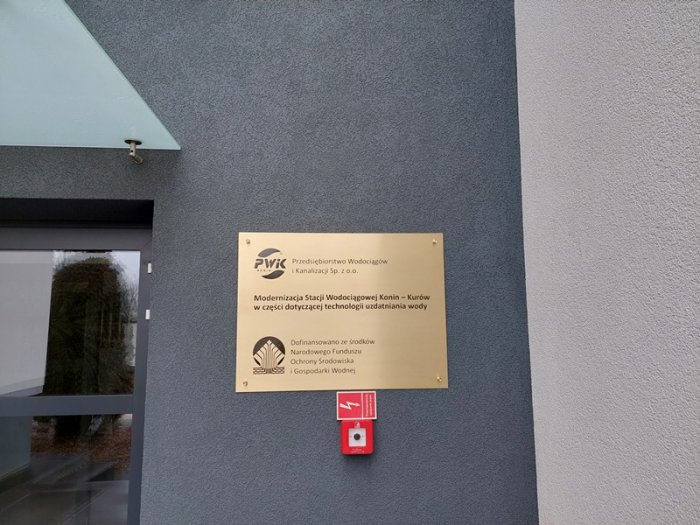 PWiK
KONIN
Przedsiębiorstwo Wodociągów
i Kanalizacji Sp. z o.o.
Modernizacja Stacji Wodociągowej Konin – Kurów
w części dotyczącej technologii uzdatniania wody
Dofinansowano ze środków
Narodowego Funduszu
Ochrony Środowiska
i Gospodarki Wodnej